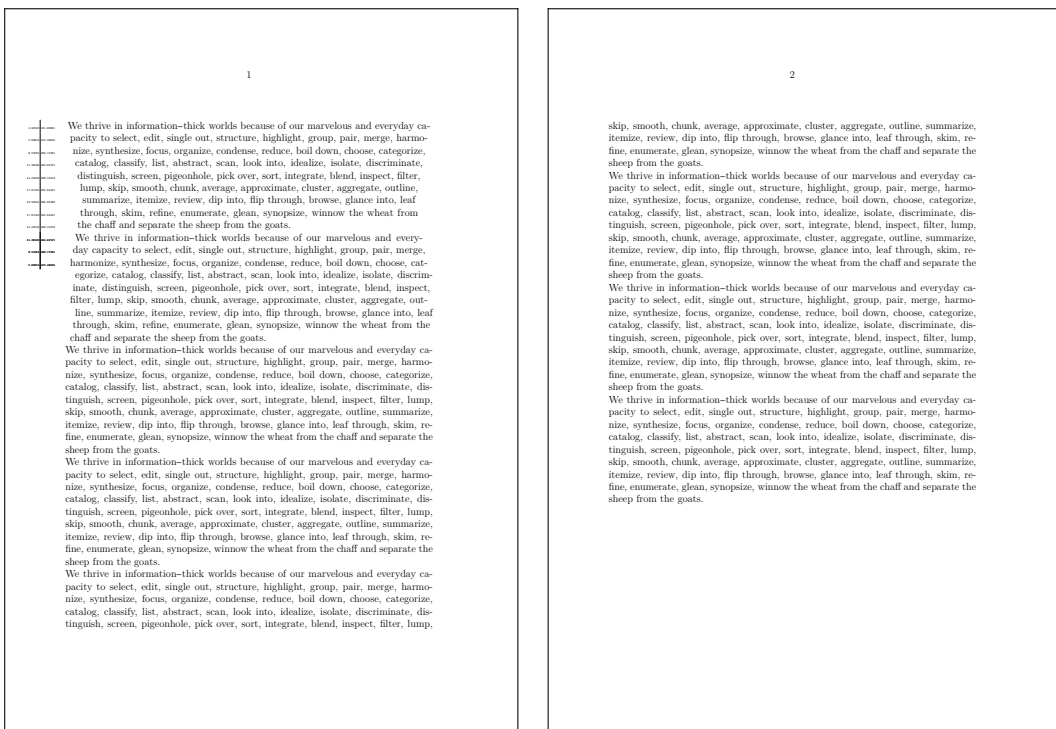 1
We thrive in information–thick worlds because of our marvelous and everyday ca-
pacity to select, edit, single out, structure, highlight, group, pair, merge, harmo-
nize, synthesize, focus, organize, condense, reduce, boil down, choose, categorize,
catalog, classify, list, abstract, scan, look into, idealize, isolate, discriminate,
distinguish, screen, pigeonhole, pick over, sort, integrate, blend, inspect, filter,
lump, skip, smooth, chunk, average, approximate, cluster, aggregate, outline,
summarize, itemize, review, dip into, flip through, browse, glance into, leaf
through, skim, refine, enumerate, glean, synopsize, winnow the wheat from
the chaff and separate the sheep from the goats.
We thrive in information–thick worlds because of our marvelous and every-
day capacity to select, edit, single out, structure, highlight, group, pair, merge,
harmonize, synthesize, focus, organize, condense, reduce, boil down, choose, cat-
egorize, catalog, classify, list, abstract, scan, look into, idealize, isolate, discrim-
inate, distinguish, screen, pigeonhole, pick over, sort, integrate, blend, inspect,
filter, lump, skip, smooth, chunk, average, approximate, cluster, aggregate, out-
line, summarize, itemize, review, dip into, flip through, browse, glance into, leaf
through, skim, refine, enumerate, glean, synopsize, winnow the wheat from the
chaff and separate the sheep from the goats.
We thrive in information–thick worlds because of our marvelous and everyday ca-
pacity to select, edit, single out, structure, highlight, group, pair, merge, harmo-
nize, synthesize, focus, organize, condense, reduce, boil down, choose, categorize,
catalog, classify, list, abstract, scan, look into, idealize, isolate, discriminate, dis-
tinguish, screen, pigeonhole, pick over, sort, integrate, blend, inspect, filter, lump,
skip, smooth, chunk, average, approximate, cluster, aggregate, outline, summarize,
itemize, review, dip into, flip through, browse, glance into, leaf through, skim, re-
fine, enumerate, glean, synopsize, winnow the wheat from the chaff and separate the
sheep from the goats.
We thrive in information–thick worlds because of our marvelous and everyday ca-
pacity to select, edit, single out, structure, highlight, group, pair, merge, harmo-
nize, synthesize, focus, organize, condense, reduce, boil down, choose, categorize,
catalog, classify, list, abstract, scan, look into, idealize, isolate, discriminate, dis-
tinguish, screen, pigeonhole, pick over, sort, integrate, blend, inspect, filter, lump,
skip, smooth, chunk, average, approximate, cluster, aggregate, outline, summarize,
itemize, review, dip into, flip through, browse, glance into, leaf through, skim, re-
fine, enumerate, glean, synopsize, winnow the wheat from the chaff and separate the
sheep from the goats.
We thrive in information–thick worlds because of our marvelous and everyday ca-
pacity to select, edit, single out, structure, highlight, group, pair, merge, harmo-
nize, synthesize, focus, organize, condense, reduce, boil down, choose, categorize,
catalog, classify, list, abstract, scan, look into, idealize, isolate, discriminate, dis-
tinguish, screen, pigeonhole, pick over, sort, integrate, blend, inspect, filter, lump,
2
skip, smooth, chunk, average, approximate, cluster, aggregate, outline, summarize,
itemize, review, dip into, flip through, browse, glance into, leaf through, skim, re-
fine, enumerate, glean, synopsize, winnow the wheat from the chaff and separate the
sheep from the goats.
We thrive in information–thick worlds because of our marvelous and everyday ca-
pacity to select, edit, single out, structure, highlight, group, pair, merge, harmo-
nize, synthesize, focus, organize, condense, reduce, boil down, choose, categorize,
catalog, classify, list, abstract, scan, look into, idealize, isolate, discriminate, dis-
tinguish, screen, pigeonhole, pick over, sort, integrate, blend, inspect, filter, lump,
skip, smooth, chunk, average, approximate, cluster, aggregate, outline, summarize,
itemize, review, dip into, flip through, browse, glance into, leaf through, skim, re-
fine, enumerate, glean, synopsize, winnow the wheat from the chaff and separate the
sheep from the goats.
We thrive in information–thick worlds because of our marvelous and everyday ca-
pacity to select, edit, single out, structure, highlight, group, pair, merge, harmo-
nize, synthesize, focus, organize, condense, reduce, boil down, choose, categorize,
catalog, classify, list, abstract, scan, look into, idealize, isolate, discriminate, dis-
tinguish, screen, pigeonhole, pick over, sort, integrate, blend, inspect, filter, lump,
skip, smooth, chunk, average, approximate, cluster, aggregate, outline, summarize,
itemize, review, dip into, flip through, browse, glance into, leaf through, skim, re-
fine, enumerate, glean, synopsize, winnow the wheat from the chaff and separate the
sheep from the goats.
We thrive in information–thick worlds because of our marvelous and everyday ca-
pacity to select, edit, single out, structure, highlight, group, pair, merge, harmo-
nize, synthesize, focus, organize, condense, reduce, boil down, choose, categorize,
catalog, classify, list, abstract, scan, look into, idealize, isolate, discriminate, dis-
tinguish, screen, pigeonhole, pick over, sort, integrate, blend, inspect, filter, lump,
skip, smooth, chunk, average, approximate, cluster, aggregate, outline, summarize,
itemize, review, dip into, flip through, browse, glance into, leaf through, skim, re-
fine, enumerate, glean, synopsize, winnow the wheat from the chaff and separate the
sheep from the goats.